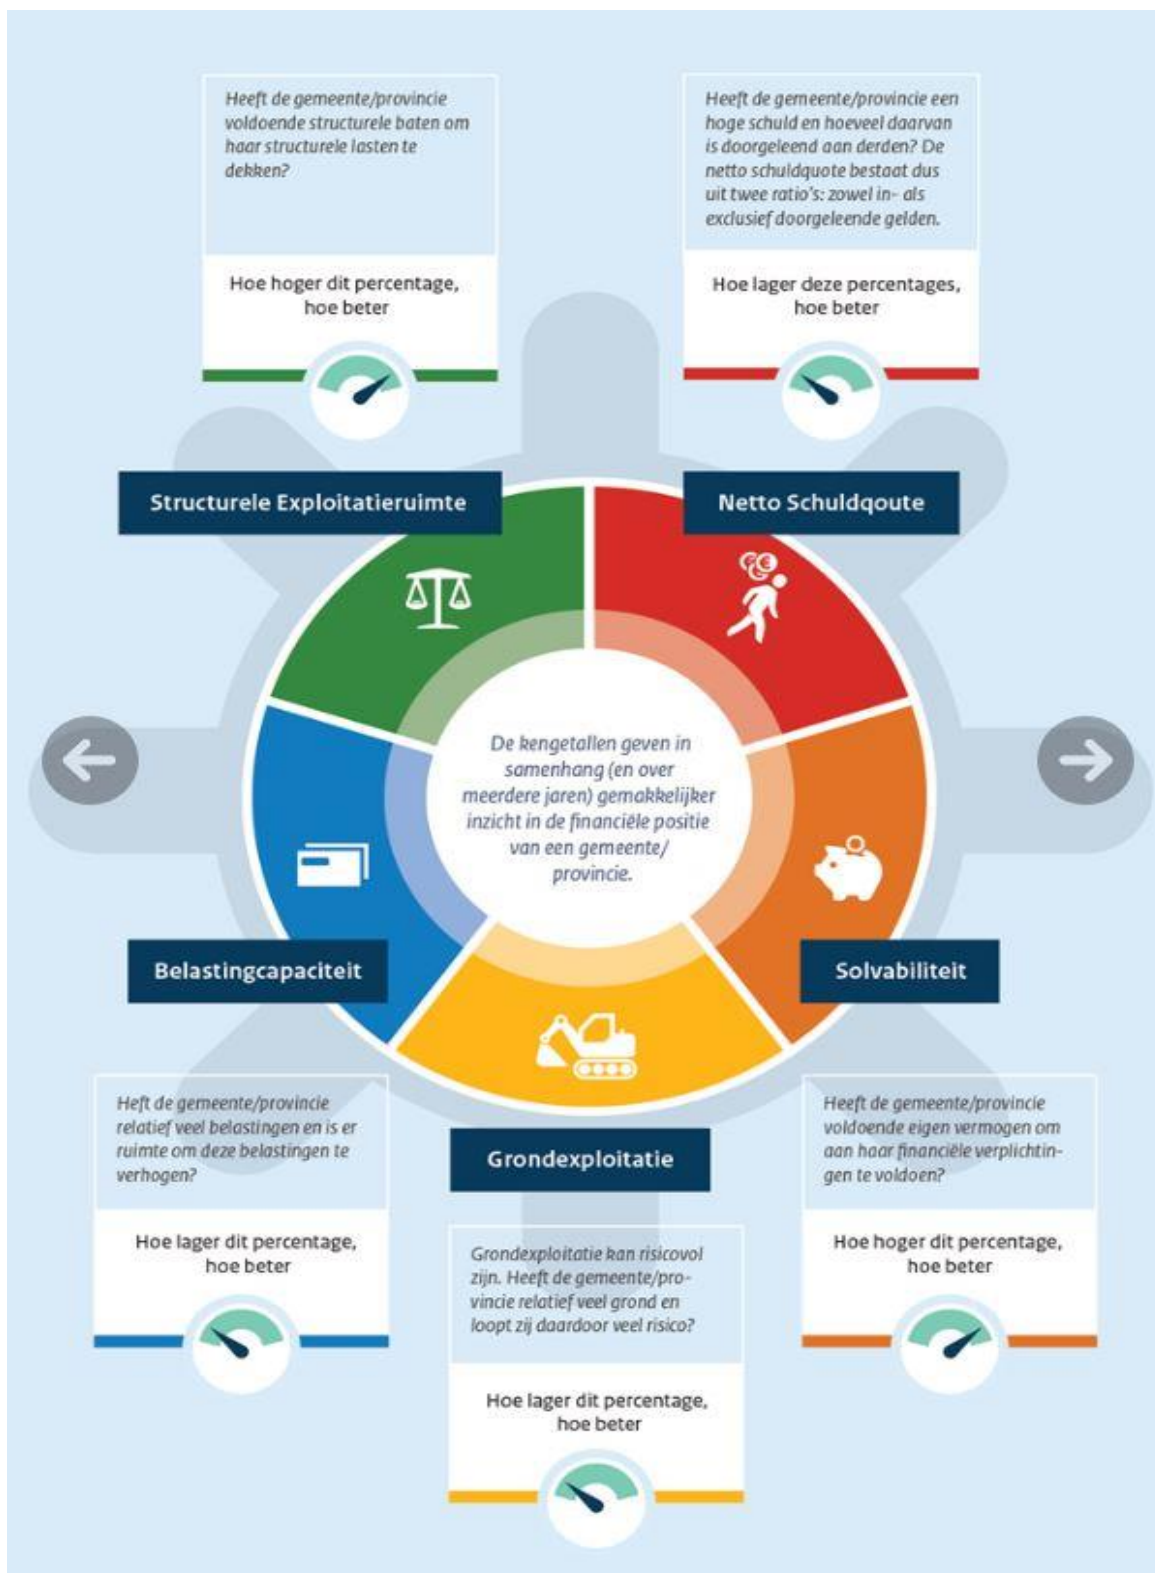 Heeft de gemeente/provincie
voldoende structurele baten om
haar structurele lasten te
dekken?
Hoe hoger dit percentage,
hoe beter
Heeft de gemeente/provincie een
hoge schuld en hoeveel daarvan
is doorgeleend aan derden? De
netto schuldquote bestaat dus
uit twee ratio's: zowel in- als
exclusief doorgeleende gelden.
Hoe lager deze percentages,
hoe beter
Structurele Exploitatieruimte
Netto Schuldqoute
De kengetallen geven in
samenhang (en over
meerdere jaren) gemakkelijker
inzicht in de financiële positie
van een gemeente/
provincie.
Belastingcapaciteit
Solvabiliteit
Heft de gemeente/provincie
relatief veel belastingen en is er
ruimte om deze belastingen te
verhogen?
Hoe lager dit percentage,
hoe beter
Grondexploitatie
Grondexploitatie kan risicovol
zijn. Heeft de gemeente/pro-
vincie relatief veel grond en
loopt zij daardoor veel risico?
Hoe lager dit percentage,
hoe beter
Heeft de gemeente/provincie
voldoende eigen vermogen om
aan haar financiële verplichtin-
gen te voldoen?
Hoe hoger dit percentage,
hoe beter